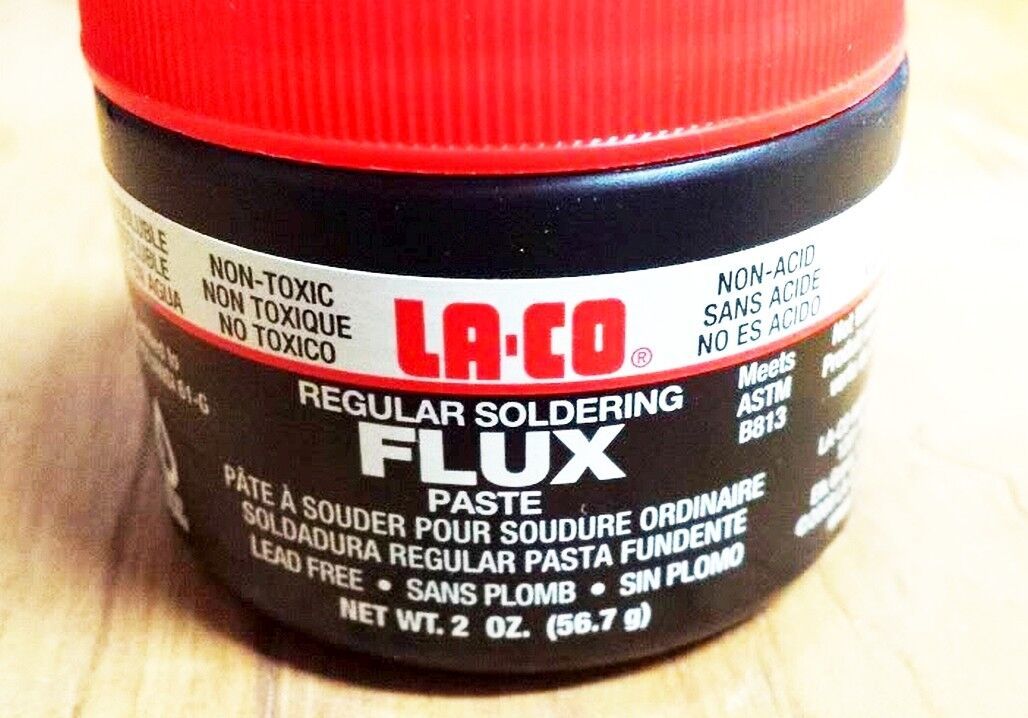 NON-TOXIC
NON TOXIQUE
NO TOXICO
LA-CO®
NON-ACID
SANS ACIDE
NO ES ACIDO
REGULAR SOLDERING
FLUX
PASTE
Meets
ASTM
B813
PÂTE À SOUDER POUR SOUDURE ORDINAIRE
SOLDADURA REGULAR PASTA FUNDENTE
LEAD FREE • SANS PLOMB • SIN PLOMO
NET WT. 2 OZ. (56.7 g)
AGUA